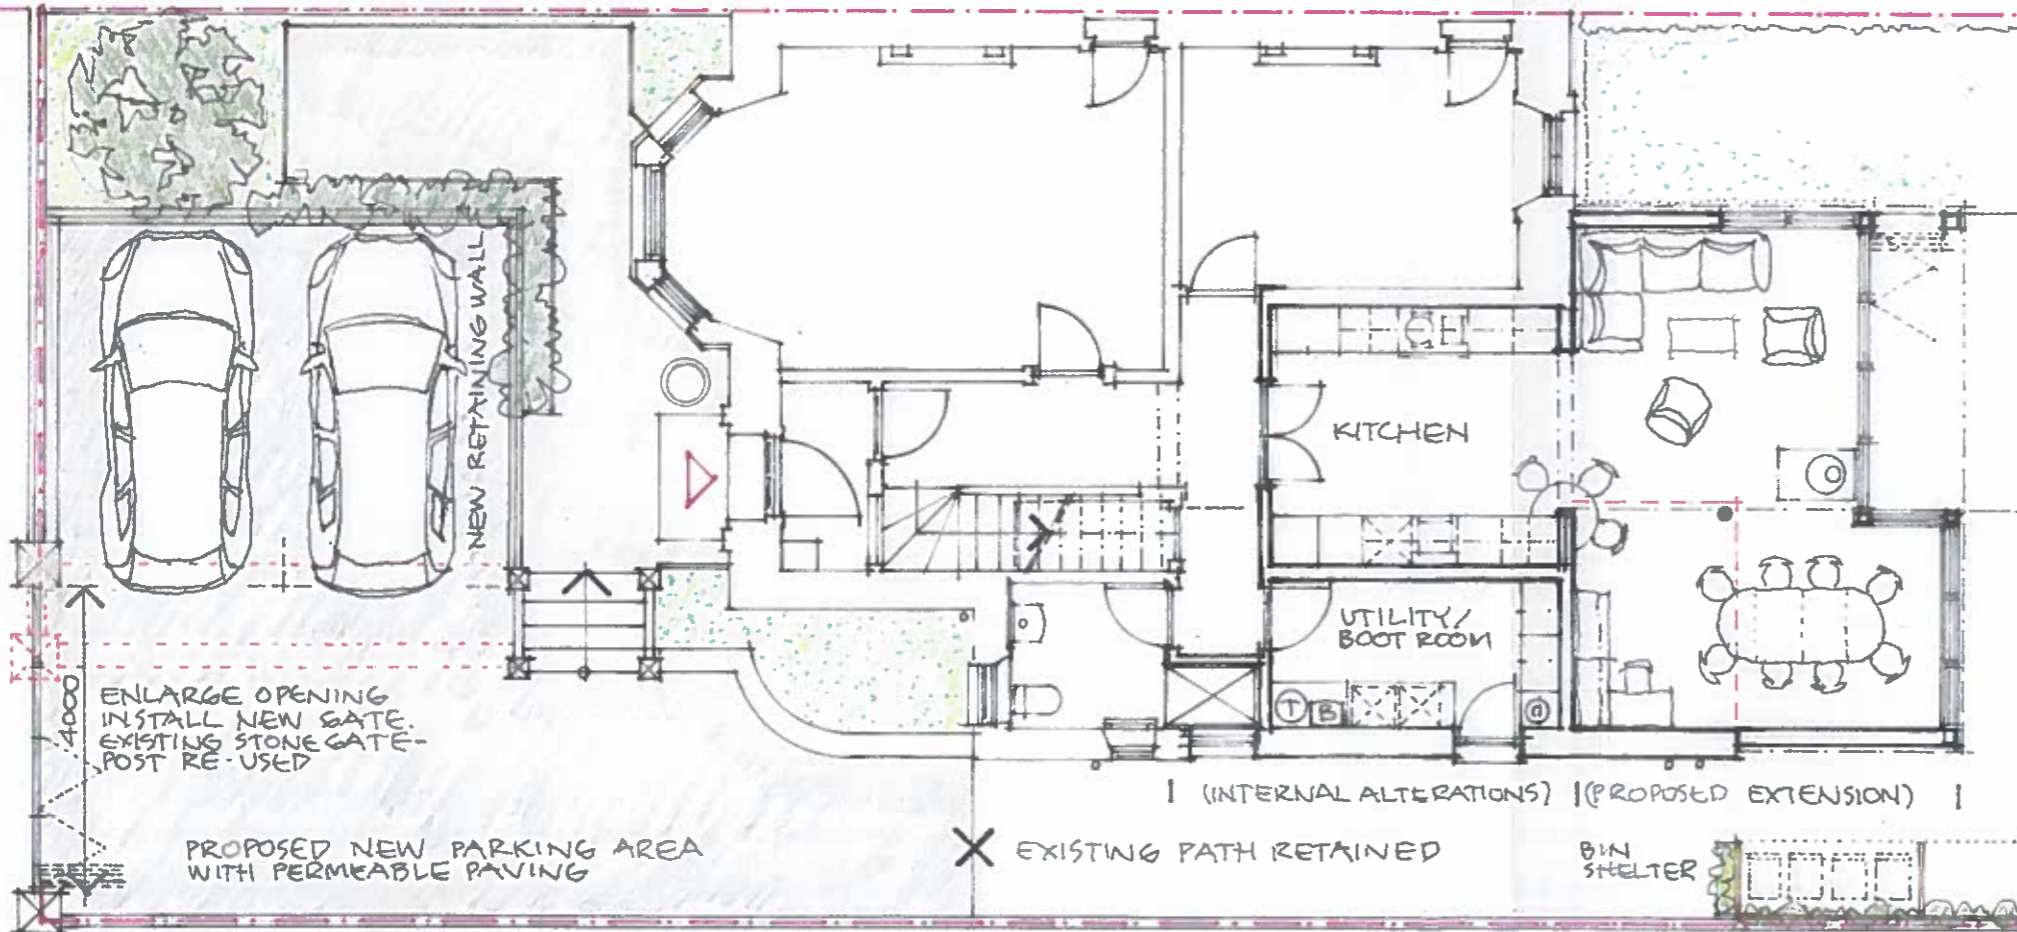 NEW RETAINING WALL
KITCHEN
UTILITY/
BOOT ROOM
T
B
4000
ENLARGE OPENING
INSTALL NEW GATE.
EXISTING STONE GATE-
POST RE-USED
(INTERNAL ALTERATIONS)
(PROPOSED EXTENSION)
PROPOSED NEW PARKING AREA
WITH PERMEABLE PAVING
EXISTING PATH RETAINED
BIN
SHELTER